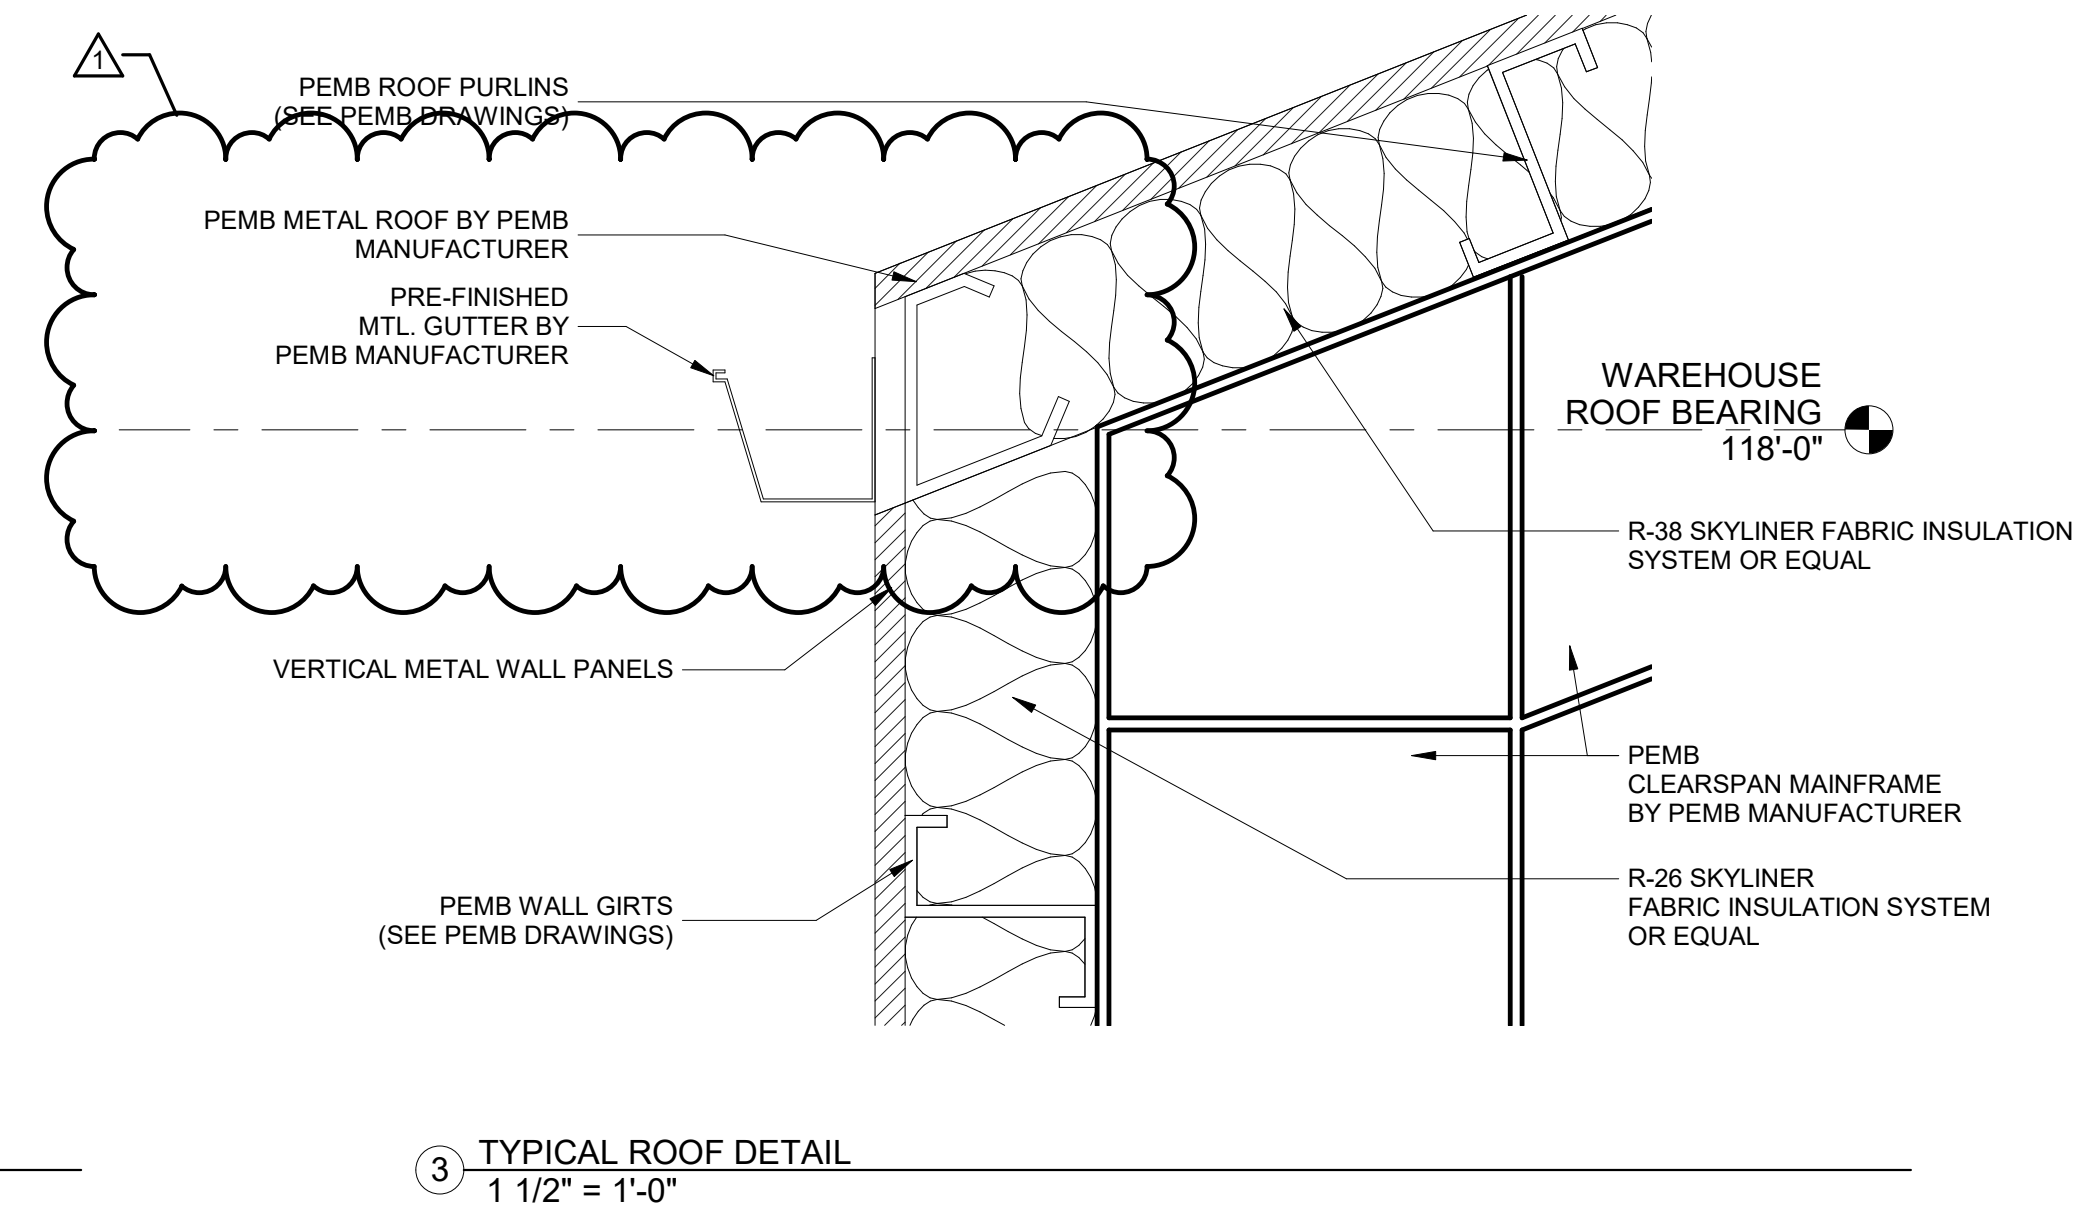 1
PEMB ROOF PURLINS
(SEE PEMB DRAWINGS)
PEMB METAL ROOF BY PEMB
MANUFACTURER
PRE-FINISHED
MTL. GUTTER BY
PEMB MANUFACTURER
WAREHOUSE
ROOF BEARING
118'-0"
R-38 SKYLINER FABRIC INSULATION
SYSTEM OR EQUAL
VERTICAL METAL WALL PANELS
PEMB
CLEARSPAN MAINFRAME
BY PEMB MANUFACTURER
R-26 SKYLINER
FABRIC INSULATION SYSTEM
OR EQUAL
PEMB WALL GIRTS
(SEE PEMB DRAWINGS)
3
TYPICAL ROOF DETAIL
1 1/2" = 1'-0"